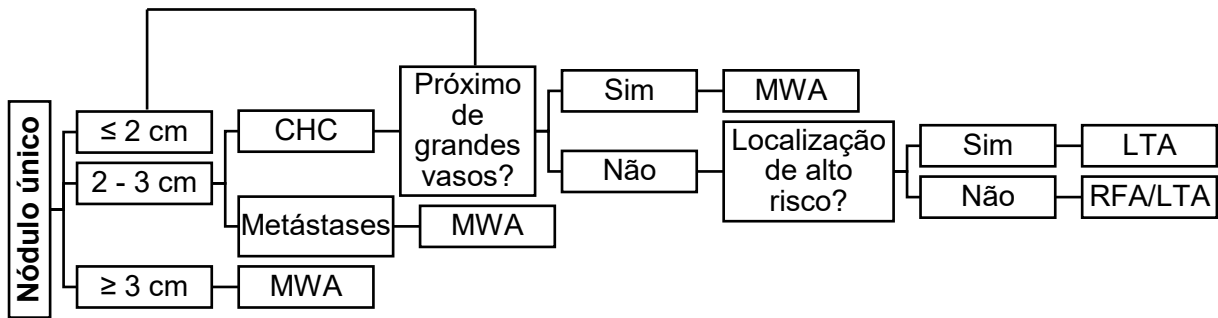 Nódulo único
≤ 2 cm
2 - 3 cm
≥ 3 cm
CHC
Metástases
MWA
MWA
Próximo
de
grandes
vasos?
Sim
Não
MWA
Localização
de alto
risco?
Sim
Não
LTA
RFA/LTA